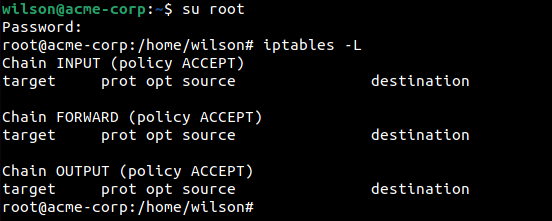 wilson@acme-corp:~$ su root
Password:
root@acme-corp:/home/wilson# iptables -L
Chain INPUT (policy ACCEPT)
target     prot opt source               destination

Chain FORWARD (policy ACCEPT)
target     prot opt source               destination

Chain OUTPUT (policy ACCEPT)
target     prot opt source               destination
root@acme-corp:/home/wilson#